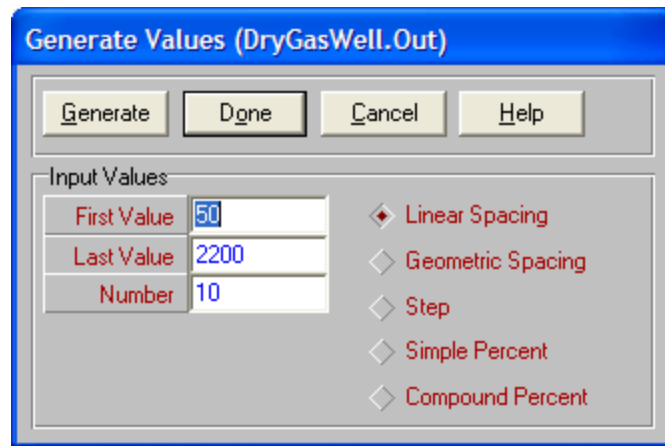 Generate Values (DryGasWell.Out)
Generate Done Cancel Help
Input Values
First Value 50
Last Value 2200
Number 10
Linear Spacing
Geometric Spacing
Step
Simple Percent
Compound Percent